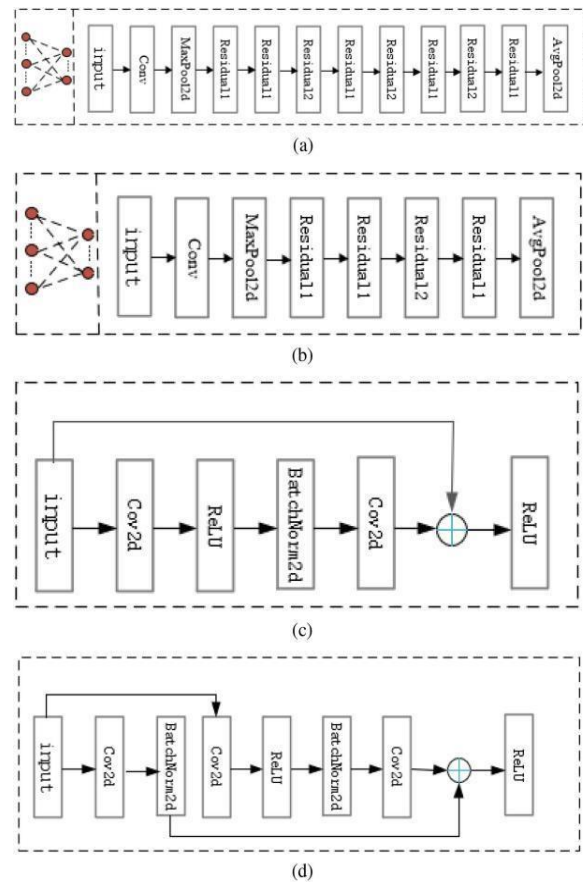 input
Conv
MaxPool2d
Residual1
Residual1
Residual2
Residual1
Residual2
Residual1
Residual2
Residual1
AvgPool2d
(a)
input
Conv
MaxPool2d
Residual1
Residual1
Residual2
Residual1
AvgPool2d
(b)
input
Cov2d
ReLU
BatchNorm2d
Cov2d
ReLU
(c)
input
Cov2d
BatchNorm2d
Cov2d
ReLU
BatchNorm2d
Cov2d
ReLU
(d)